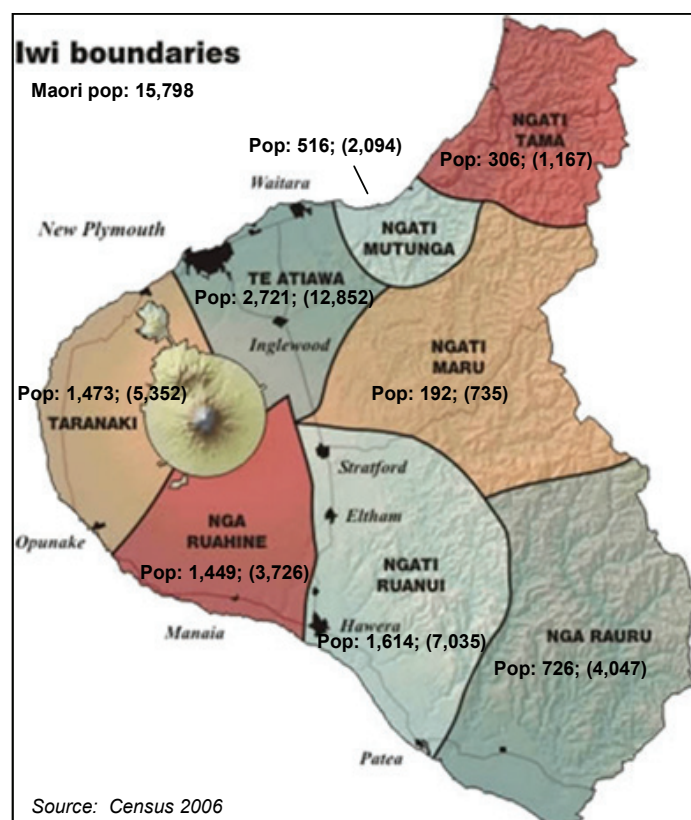 Iwi boundaries
Maori pop: 15,798
NGATI
TAMA
Pop: 306; (1,167)
Pop: 516; (2,094)
Waitara
NGATI
MUTUNGA
New Plymouth
TE ATIAWA
Pop: 2,721; (12,852)
Inglewood
NGATI
MARU
Pop: 192; (735)
Pop: 1,473; (5,352)
TARANAKI
Stratford
Eltham
NGA
RUAHINE
Pop: 1,449; (3,726)
Opunake
NGATI
RUANUI
Hawera
Pop: 1,614; (7,035)
Manaia
NGA RAURU
Pop: 726; (4,047)
Patea
Source: Census 2006